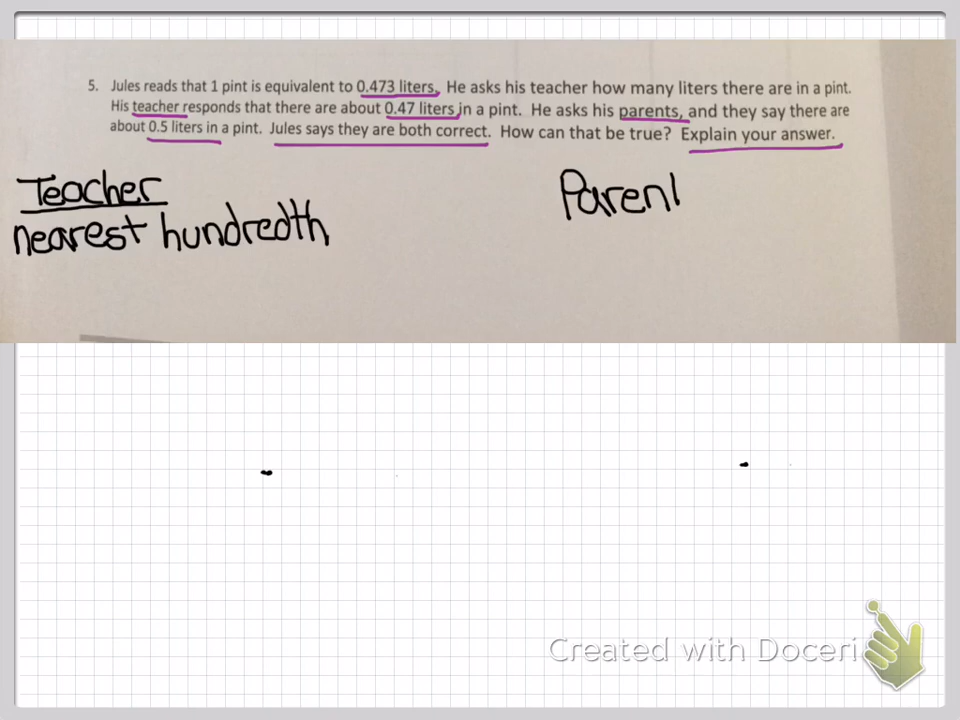 5. Jules reads that 1 pint is equivalent to 0.473 liters. He asks his teacher how many liters there are in a pint.
His teacher responds that there are about 0.47 liters in a pint. He asks his parents, and they say there are
about 0.5 liters in a pint. Jules says they are both correct. How can that be true? Explain your answer.
Teacher
nearest hundredth
Paren
Created with Doceri